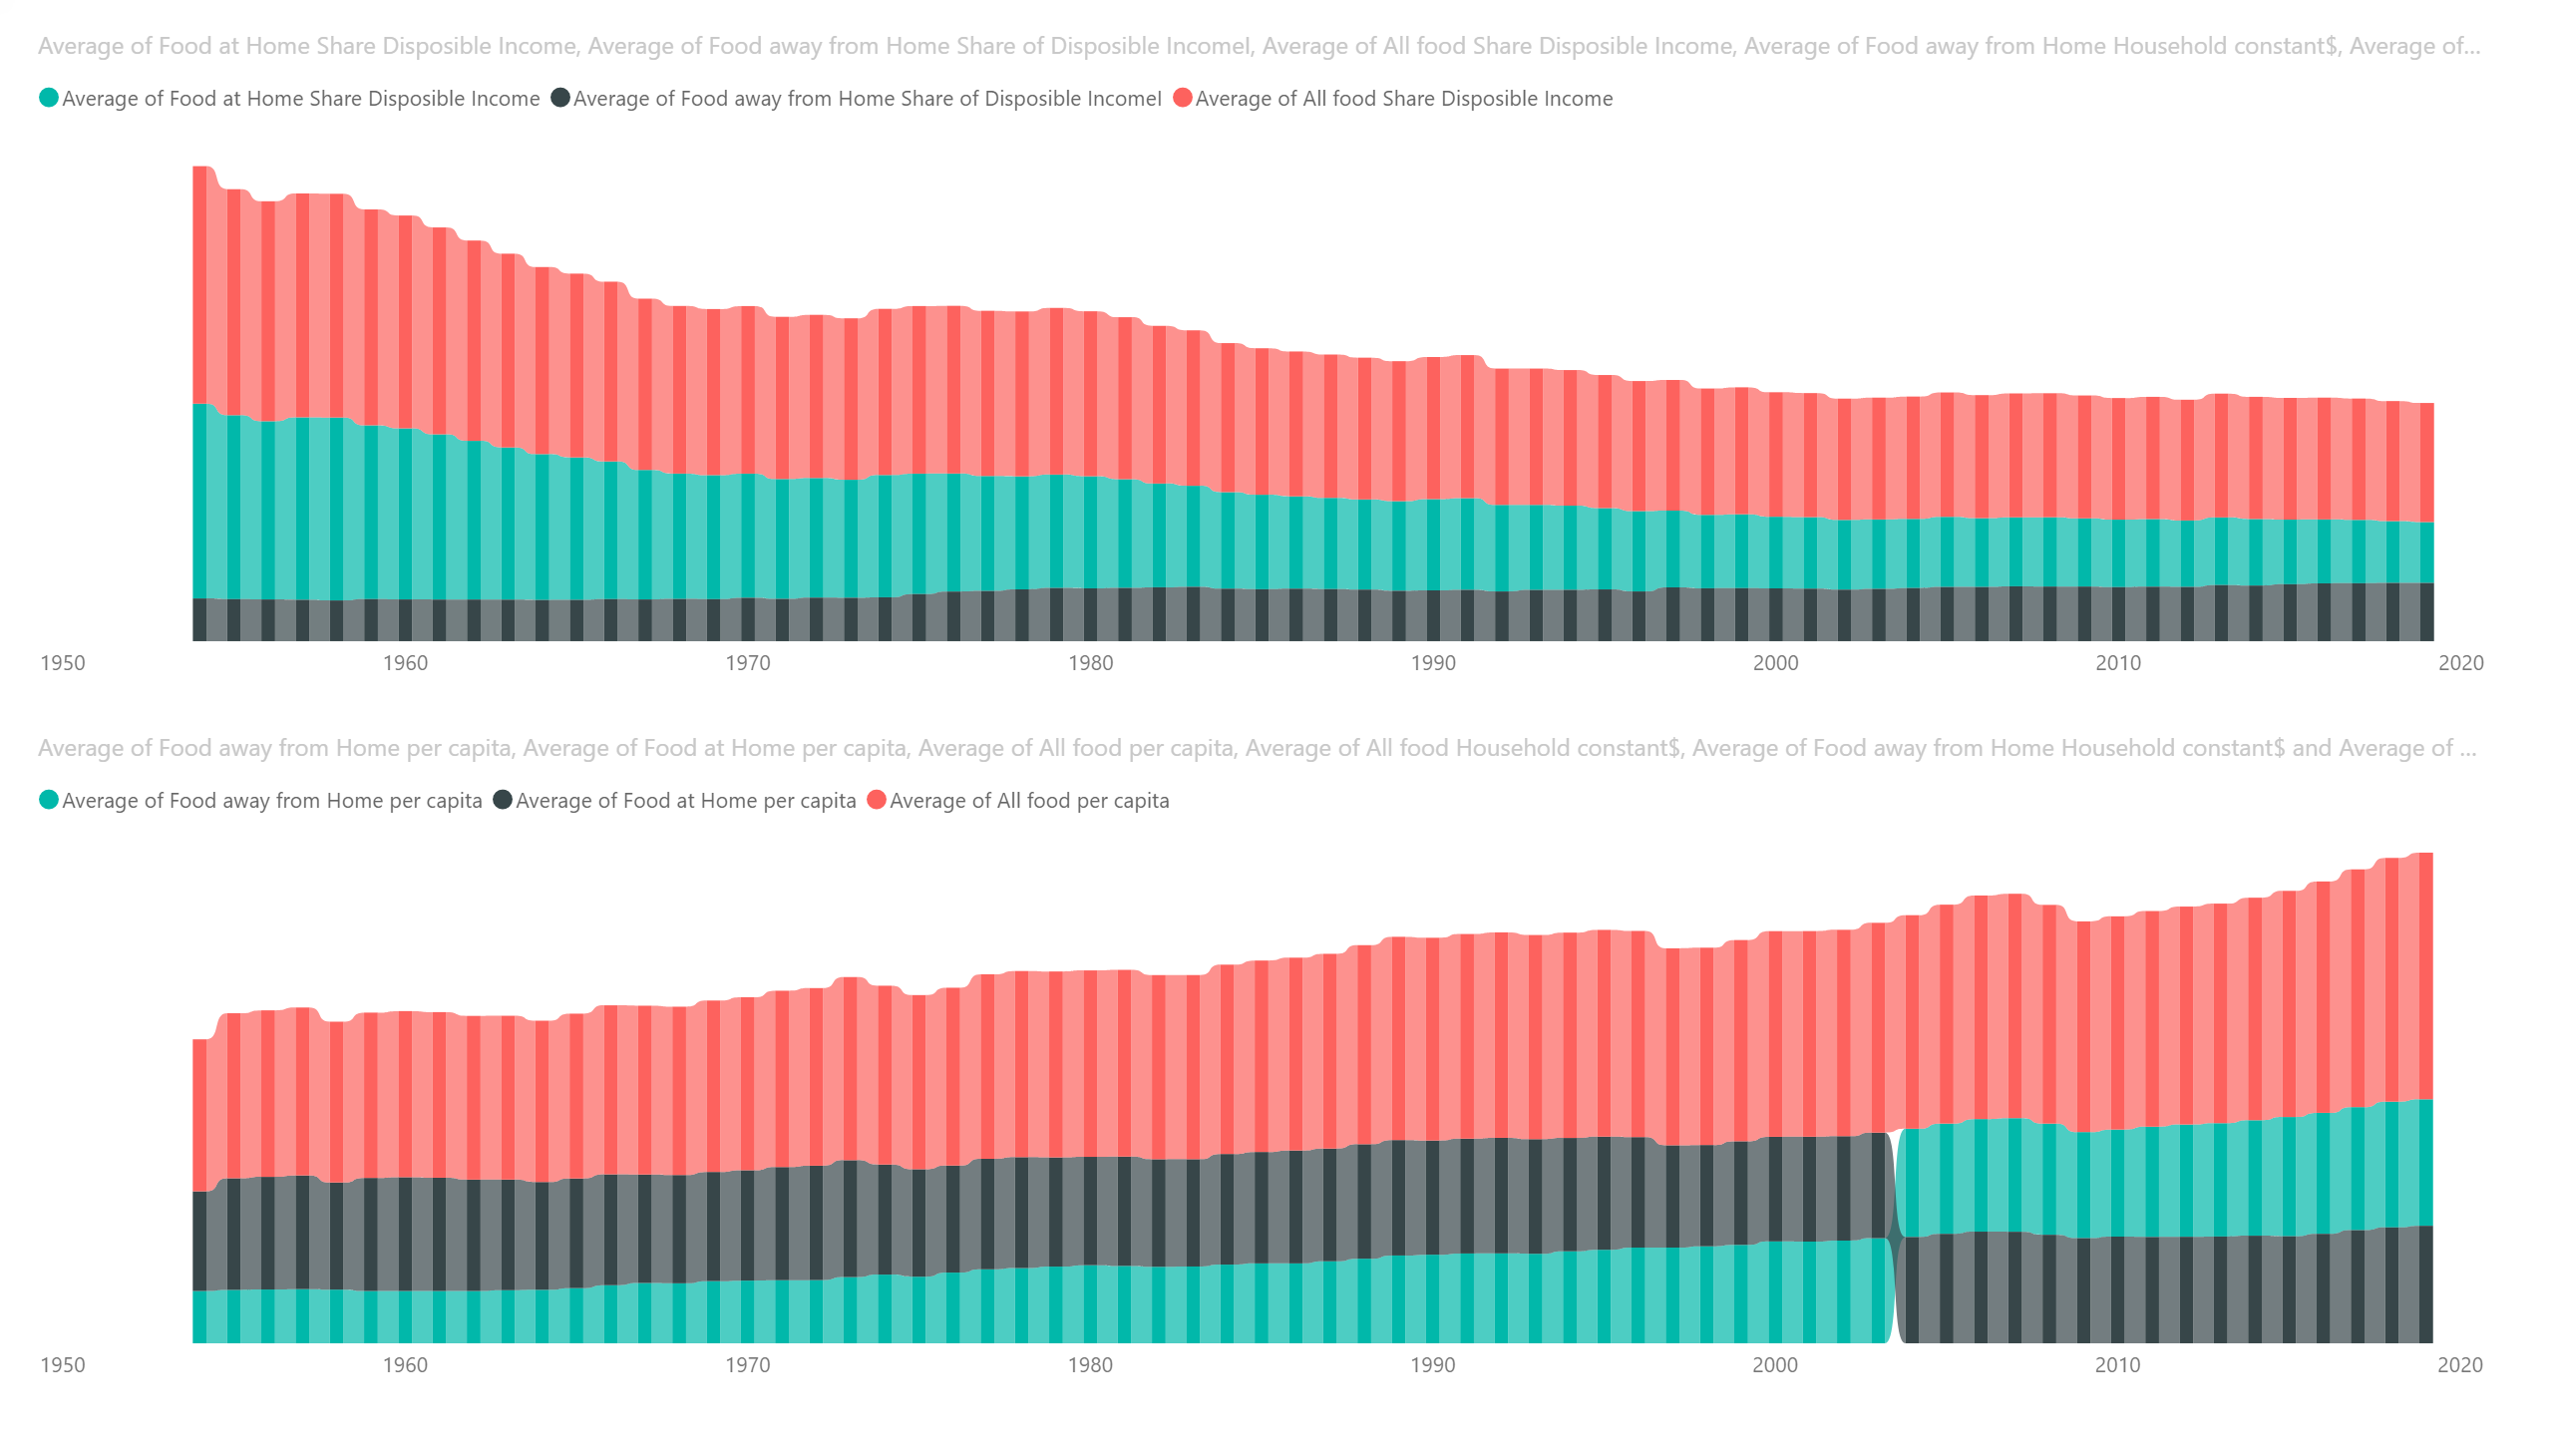 Average of Food at Home Share Disposible Income, Average of Food away from Home Share of Disposible IncomeI, Average of All food Share Disposible Income, Average of Food away from Home Household constant$, Average of...
Average of Food at Home Share Disposible Income Average of Food away from Home Share of Disposible IncomeI Average of All food Share Disposible Income
1950 1960 1970 1980 1990 2000 2010 2020
Average of Food away from Home per capita, Average of Food at Home per capita, Average of All food per capita, Average of All food Household constant$, Average of Food away from Home Household constant$ and Average of ...
Average of Food away from Home per capita Average of Food at Home per capita Average of All food per capita
1950 1960 1970 1980 1990 2000 2010 2020